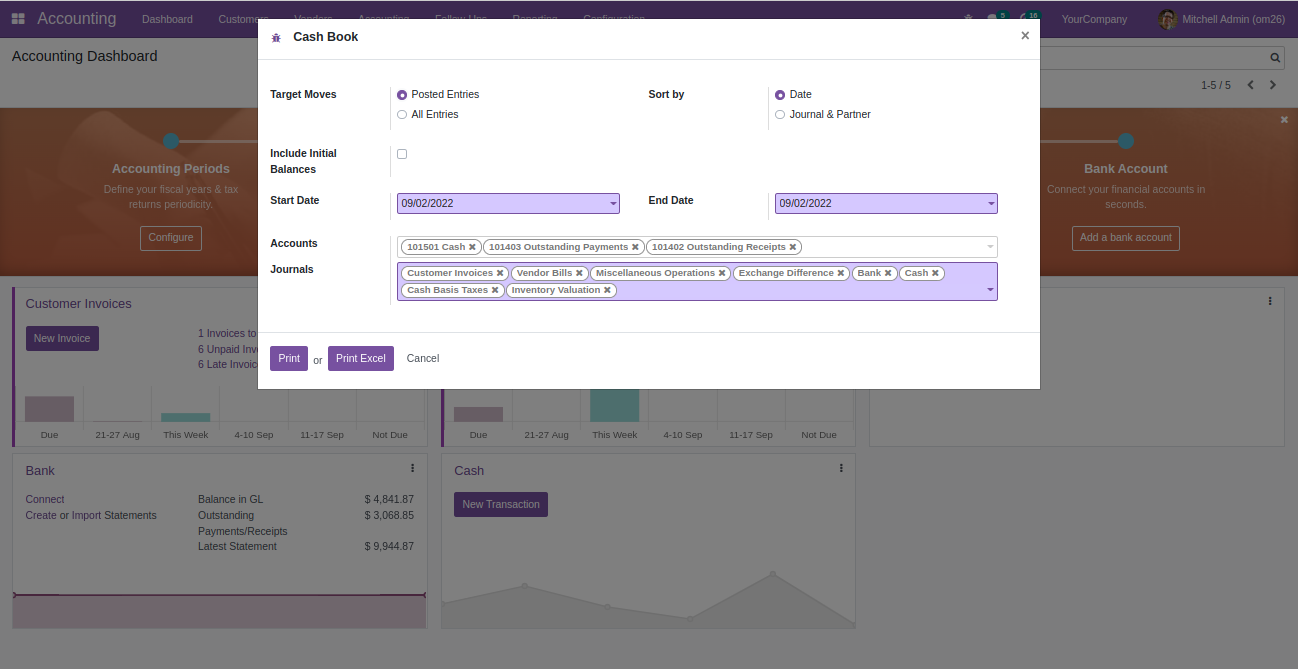 Accounting Dashboard Customers Vendors Accounting Follow-Ups Reporting Configuration 5 16 YourCompany Mitchell Admin (om26)
Accounting Dashboard
1-5 / 5
Cash Book ×
Target Moves Posted Entries Sort by Date
All Entries Journal & Partner
Include Initial
Balances
Start Date 09/02/2022 End Date 09/02/2022
Accounts 101501 Cash 101403 Outstanding Payments 101402 Outstanding Receipts
Journals Customer Invoices Vendor Bills Miscellaneous Operations Exchange Difference Bank Cash
Cash Basis Taxes Inventory Valuation
Print or Print Excel Cancel
Accounting Periods
Define your fiscal years & tax
returns periodicity.
Configure
Bank Account
Connect your financial accounts in
seconds.
Add a bank account
Customer Invoices
New Invoice
1 Invoices to
6 Unpaid
6 Late
Due 21-27 Aug This Week 4-10 Sep 11-17 Sep Not Due
Due 21-27 Aug This Week 4-10 Sep 11-17 Sep Not Due
Bank
Connect
Create or Import Statements
Balance in GL $ 4,841.87
Outstanding $ 3,068.85
Payments/Receipts
Latest Statement $ 9,944.87
Cash
New Transaction